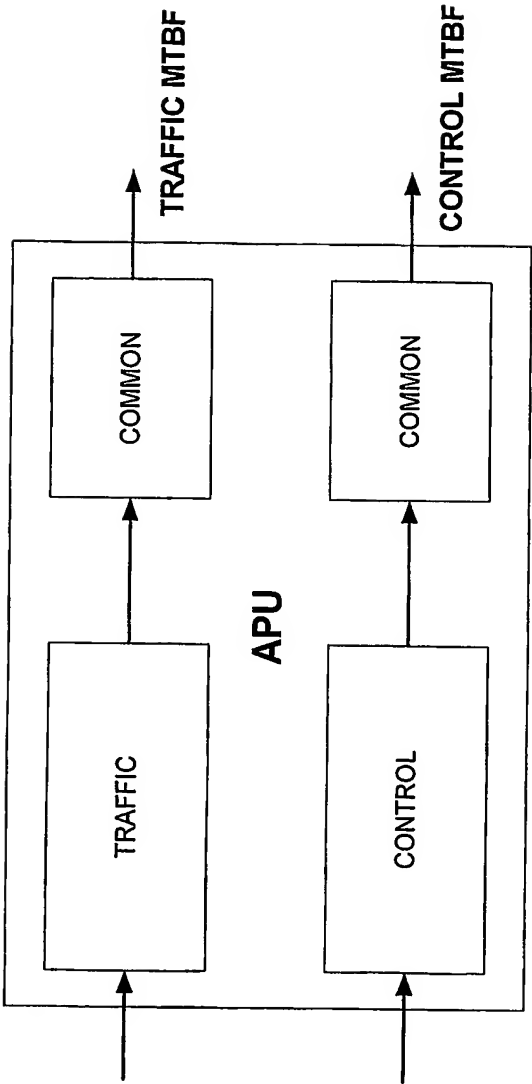 TRAFFIC
COMMON
TRAFFIC MTBF
APU
CONTROL
COMMON
CONTROL MTBF